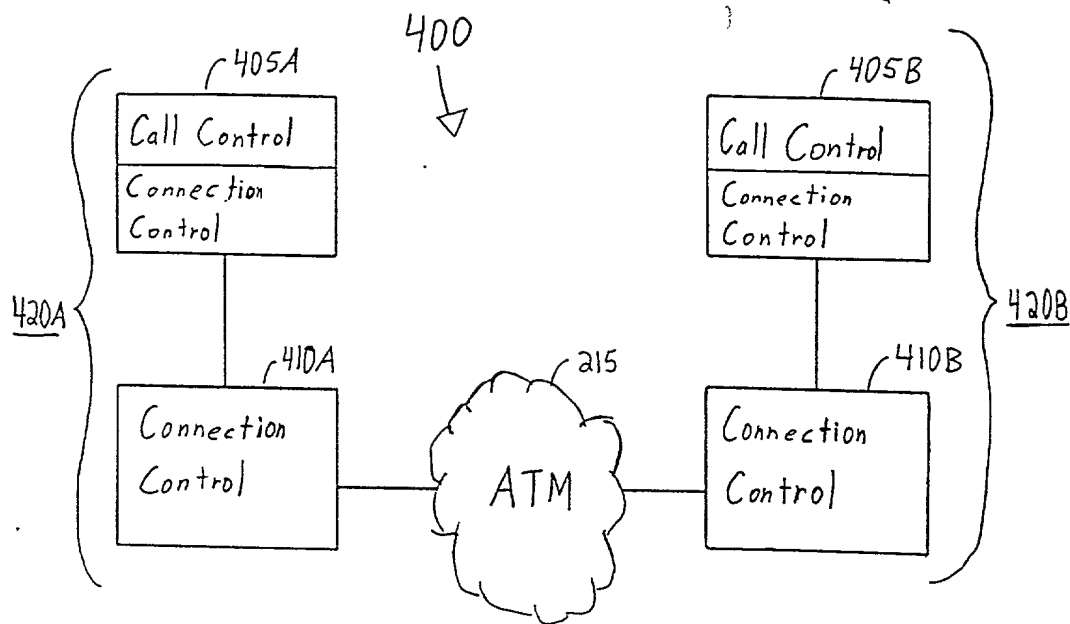 400
405A
Call Control
Connection
Control
405B
Call Control
Connection
Control
420A
420B
410A
Connection
Control
215
ATM
410B
Connection
Control